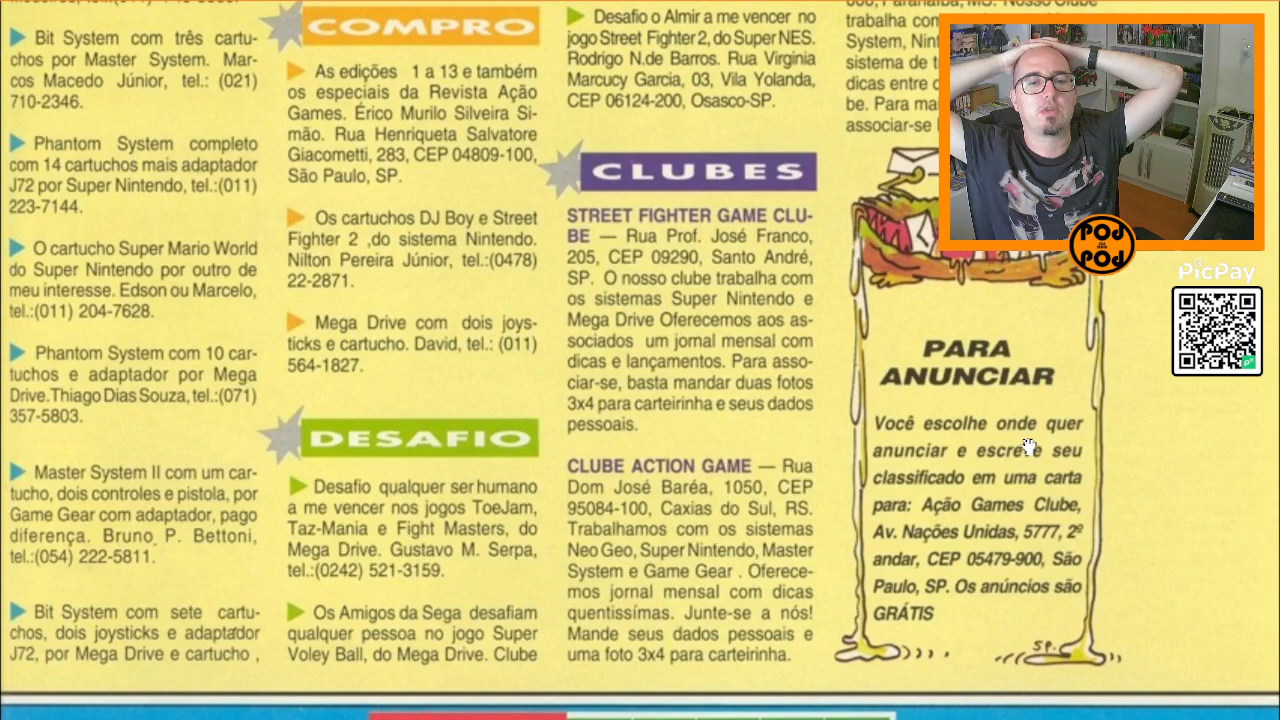 Bit System com três cartu-
chos por Master System. Mar-
cos Macedo Júnior, tel.: (021)
710-2346.
Phantom System completo
com 14 cartuchos mais adaptador
J72 por Super Nintendo, tel.:(011)
223-7144.
O cartucho Super Mario World
do Super Nintendo por outro de
meu interesse. Edson ou Marcelo,
tel.:(011) 204-7628.
Phantom System com 10 car-
tuchos e adaptador por Mega
Drive.Thiago Dias Souza, tel.:(071)
357-5803.
Master System II com um car-
tucho, dois controles e pistola, por
Game Gear com adaptador, pago
diferença. Bruno P. Bettoni,
tel.:(054) 222-5811.
Bit System com sete cartu-
chos, dois joysticks e adaptador
J72, por Mega Drive e cartucho ,
COMPRO
As edições 1 a 13 e também
os especiais da Revista Ação
Games. Érico Murilo Silveira Si-
mão. Rua Henriqueta Salvatore
Giacometti, 283, CEP 04809-100,
São Paulo, SP.
Os cartuchos DJ Boy e Street
Fighter 2 ,do sistema Nintendo.
Nilton Pereira Júnior, tel.:(0478)
22-2871.
Mega Drive com dois joys-
ticks e cartucho. David, tel.: (011)
564-1827.
DESAFIO
Desafio qualquer ser humano
a me vencer nos jogos ToeJam,
Taz-Mania e Fight Masters, do
Mega Drive. Gustavo M. Serpa,
tel.:(0242) 521-3159.
Os Amigos da Sega desafiam
qualquer pessoa no jogo Super
Voley Ball, do Mega Drive. Clube
Desafio o Almir a me vencer no
jogo Street Fighter 2, do Super NES.
Rodrigo N.de Barros. Rua Virginia
Marcucy Garcia, 03, Vila Yolanda,
CEP 06124-200, Osasco-SP.
CLUBES
STREET FIGHTER GAME CLU-
BE — Rua Prof. José Franco,
205, CEP 09290, Santo André,
SP. O nosso clube trabalha com
os sistemas Super Nintendo e
Mega Drive Oferecemos aos as-
sociados um jornal mensal com
dicas e lançamentos. Para asso-
ciar-se, basta mandar duas fotos
3x4 para carteirinha e seus dados
pessoais.
CLUBE ACTION GAME — Rua
Dom José Baréa, 1050, CEP
95084-100, Caxias do Sul, RS.
Trabalhamos com os sistemas
Neo Geo, Super Nintendo, Master
System e Game Gear . Oferece-
mos jornal mensal com dicas
quentissímas. Junte-se a nós!
Mande seus dados pessoais e
uma foto 3x4 para carteirinha.
trabalha com
System,
sistema de
dicas entre
be. Para
associar-se
PARA
ANUNCIAR
Você escolhe onde quer
anunciar e escreve seu
classificado em uma carta
para: Ação Games Clube,
Av. Nações Unidas, 5777, 2º
andar, CEP 05479-900, São
Paulo, SP. Os anúncios são
GRÁTIS
SP.
POD
POD
PicPay